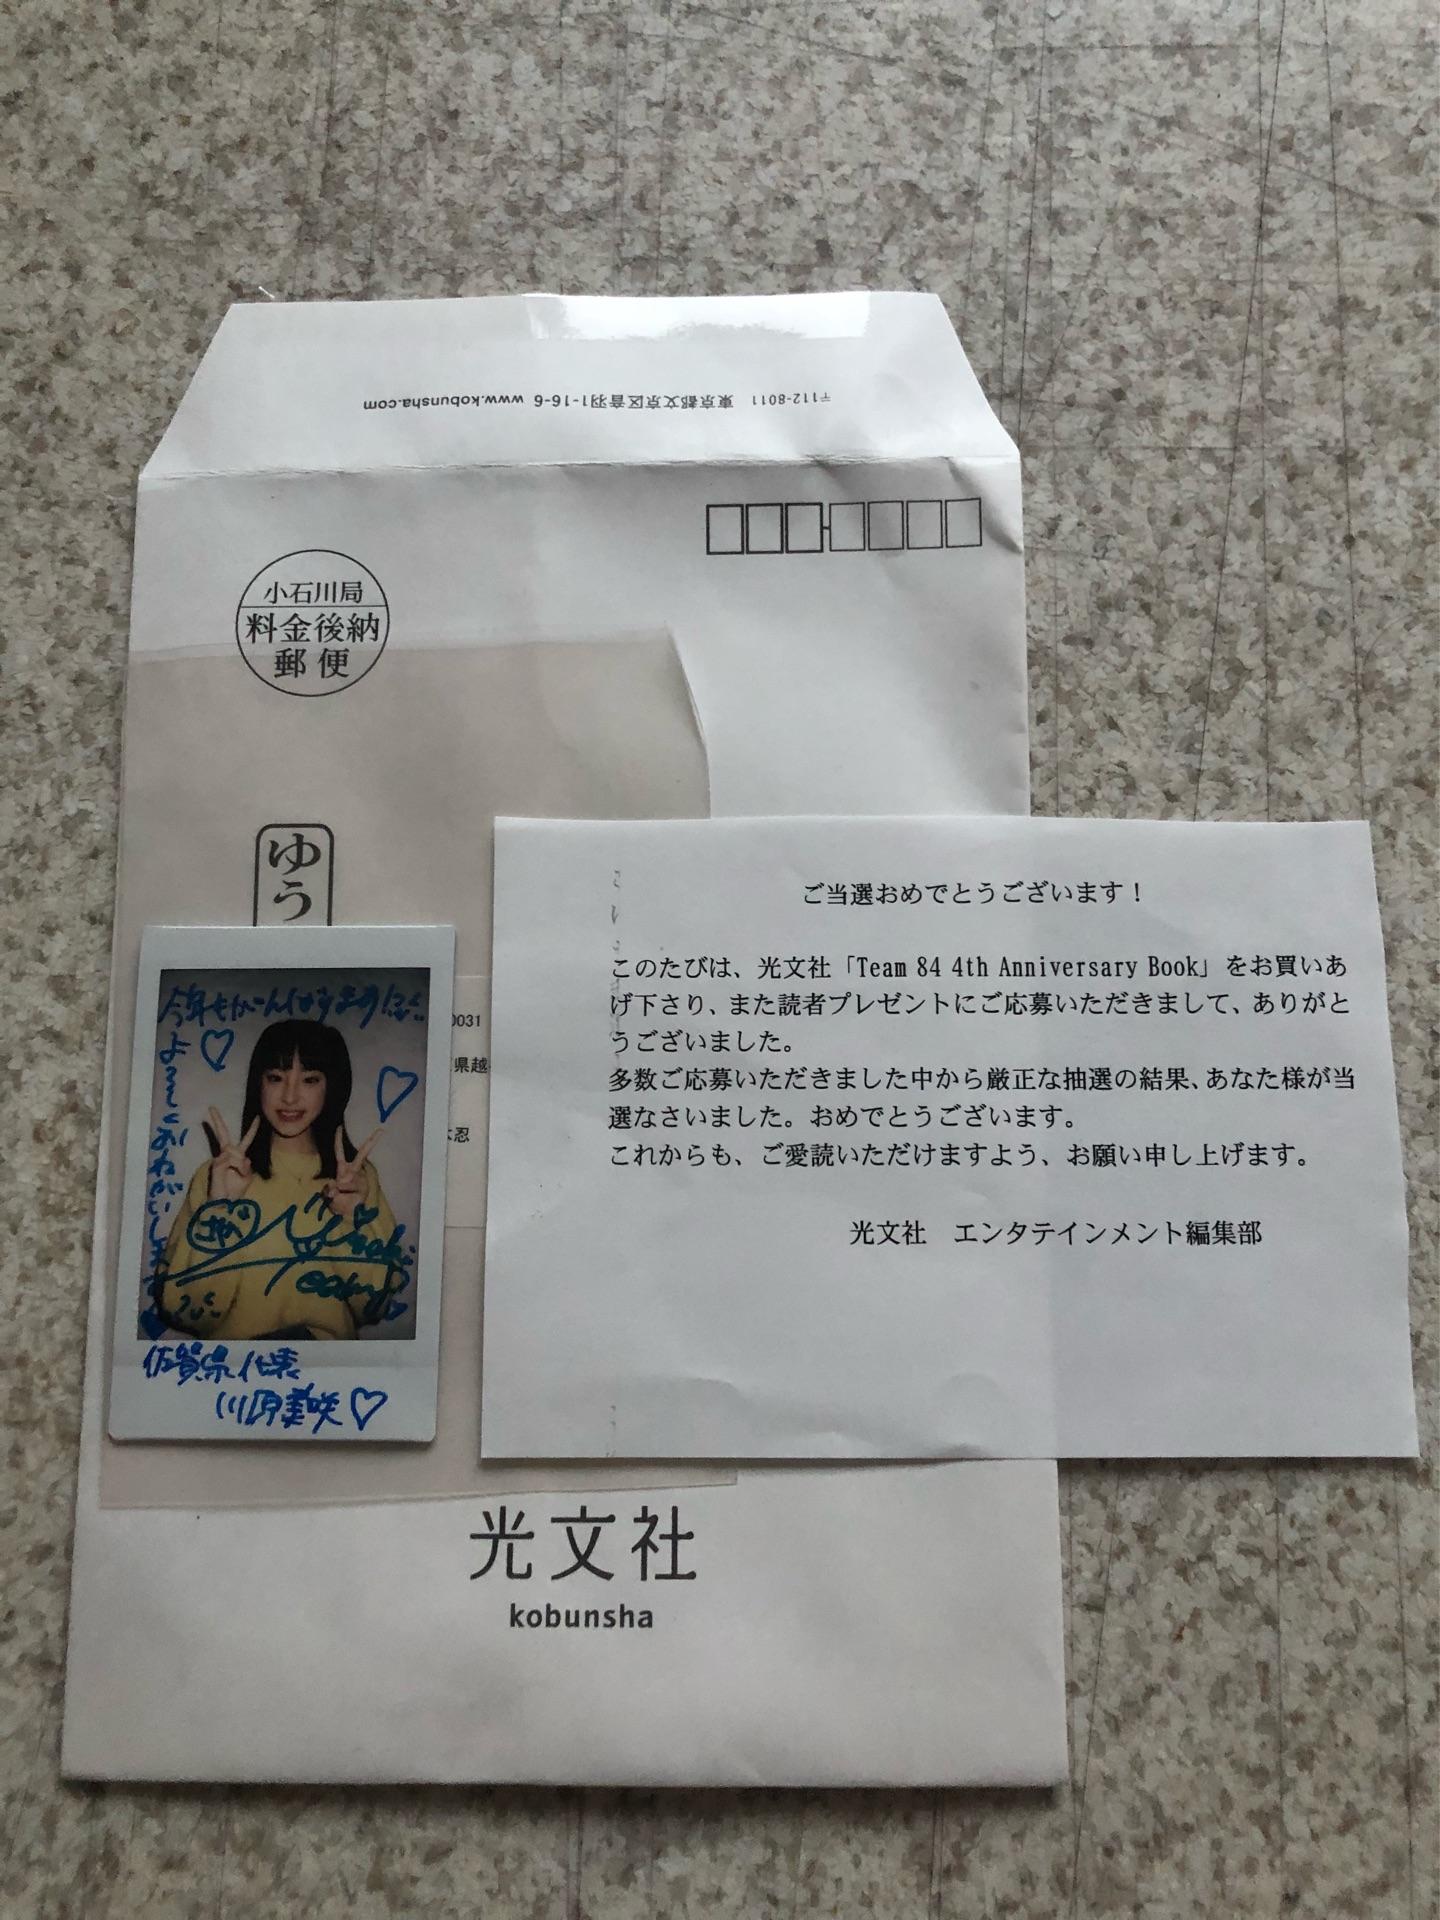 〒112-8011 東京都文京区音羽1-16-6 www.kobunsha.com
小石川局
料金後納
郵便
ゆう
0031
県越
忍
今年もがんばります!
よ〜〜くおねがいします
Team 8
佐賀県代表
川原美咲♡
ご当選おめでとうございます!
このたびは、光文社「Team 84 4th Anniversary Book」をお買いあ
げ下さり、また読者プレゼントにご応募いただきまして、ありがと
うございました。
多数ご応募いただきました中から厳正な抽選の結果、あなた様が当
選なさいました。おめでとうございます。
これからも、ご愛読いただけますよう、お願い申し上げます。
光文社 エンタテインメント編集部
光文社
kobunsha